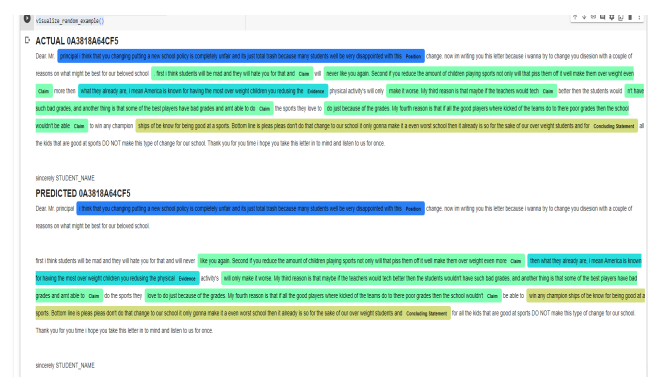 visualize_random_example()
ACTUAL 0A3818A64CF5
Dear. Mr. principal i think that you changing putting a new school policy is completely unfair and its just total trash because many students well be very disappointed with this Position change. now im writing you this letter because i wanna try to change you disesion with a couple of
reasons on what might be best for our beloved school. first i think students will be mad and they will hate you for that and Claim will never like you again. Second if you reduce the amount of children playing sports not only will that piss them off it well make them over weight even
Claim more then what they already are, i mean America is known for having the most over weight children you redusing the Evidence physical activity's will only make it worse. My third reason is that maybe if the teachers would tech Claim better then the students would n't have
such bad grades, and another thing is that some of the best players have bad grades and aint able to do Claim the sports they love to do just because of the grades. My fourth reason is that if all the good players where kicked of the teams do to there poor grades then the school
wouldn't be able Claim to win any champion ships of be know for being good at sports. Bottom line is pleas pleas don't do that change to our school it only gonna make it a even worst school then it allready is so for the sake of our over weight students and for Concluding Statement all
the kids that are good at sports DO NOT make this type of change for our school. Thank you for you time i hope you take this letter in to mind and listen to us for once.
sincerely STUDENT_NAME
PREDICTED 0A3818A64CF5
Dear. Mr. principal i think that you changing putting a new school policy is completely unfair and its just total trash because many students well be very disappointed with this Position change. now im writing you this letter because i wanna try to change you disesion with a couple of
reasons on what might be best for our beloved school.
first i think students will be mad and they will hate you for that and will never like you again. Second if you reduce the amount of children playing sports not only will that piss them off it well make them over weight even more Claim then what they already are, i mean America is known
for having the most over weight children you redusing the physical Evidence activity's will only make it worse. My third reason is that maybe if the teachers would tech better then the students wouldn't have such bad grades, and another thing is that some of the best players have bad
grades and aint able to Claim do the sports they love to do just because of the grades. My fourth reason is that if all the good players where kicked of the teams do to there poor grades then the school wouldn't Claim be able to win any champion ships of be know for being good at
sports. Bottom line is pleas pleas don't do that change to our school it only gonna make it a even worst school then it allready is so for the sake of our over weight students and Concluding Statement for all the kids that are good at sports DO NOT make this type of change for our school.
Thank you for you time i hope you take this letter in to mind and listen to us for once.
sincerely STUDENT_NAME